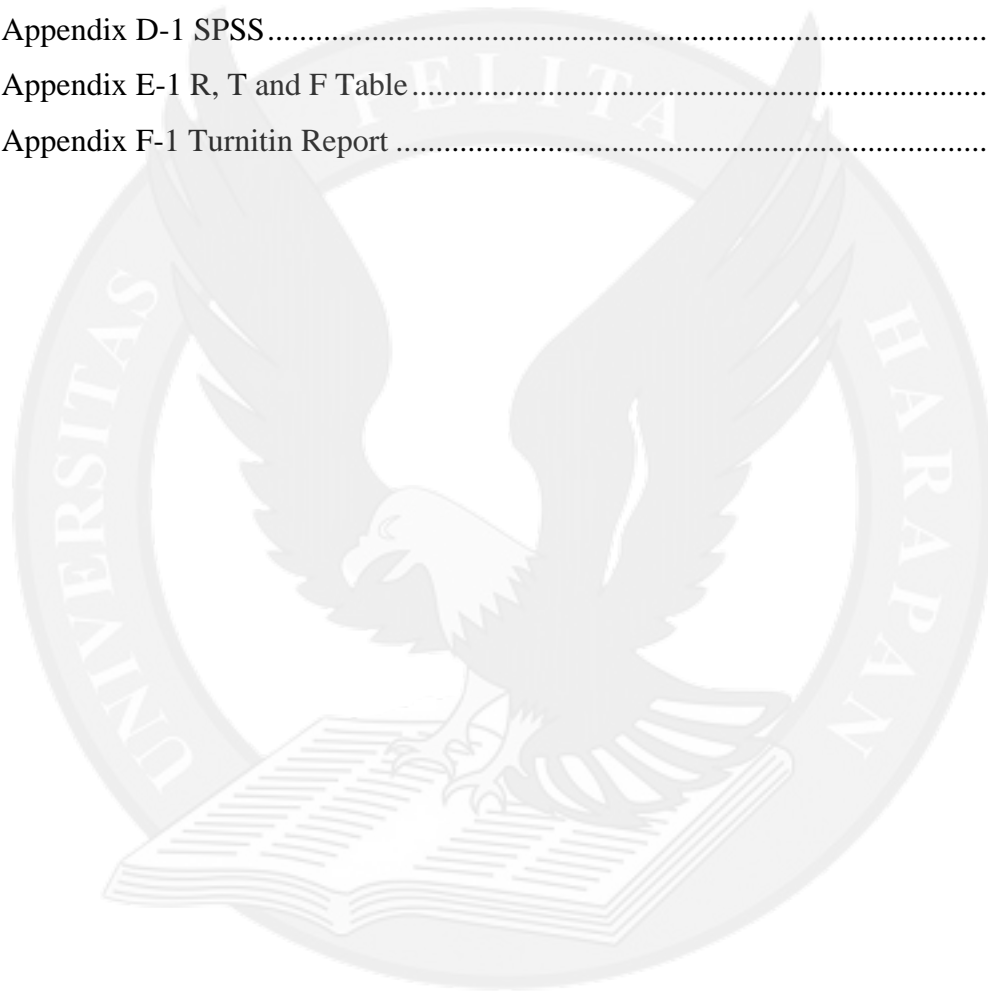 Appendix D-1 SPSS........................................................................................
Appendix E-1 R, T and F Table......................................................................
Appendix F-1 Turnitin Report ........................................................................
UNIVERSITAS PELITA HARAPAN